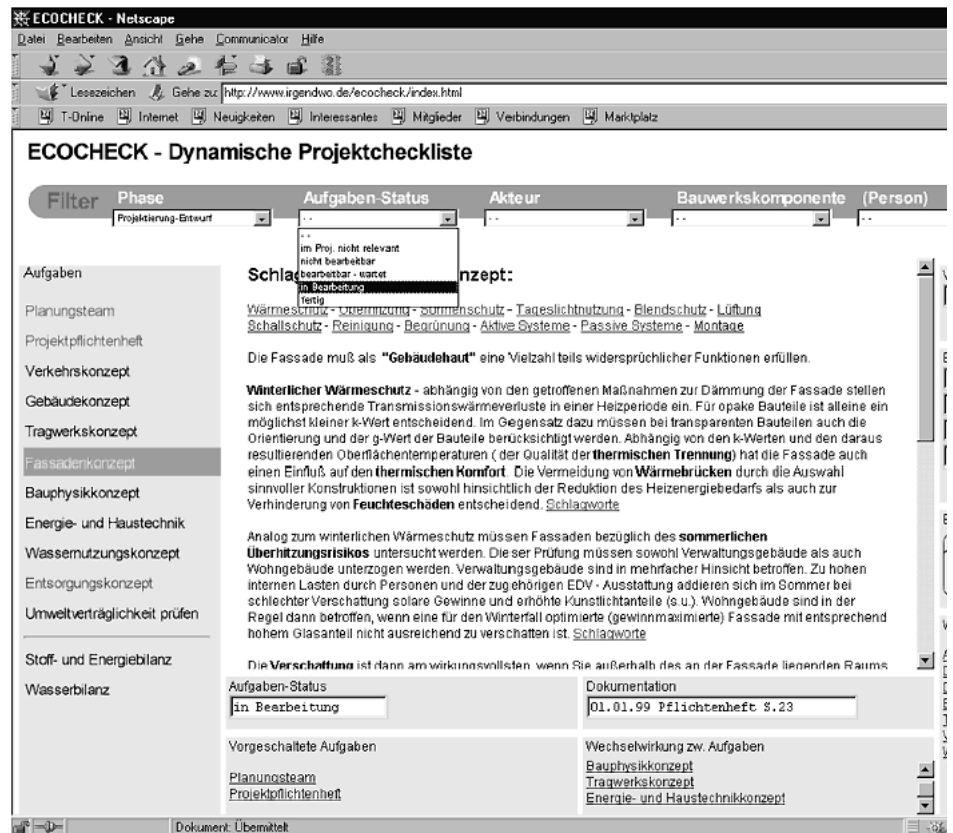 ECOCHECK - Netscape
Datei Bearbeiten Ansicht Gehe Communicator Hilfe
Lesezeichen Gehe zu: http://www.irgendwo.de/ecocheck/index.html
T-Online Internet Neuigkeiten Interessantes Mitglieder Verbindungen Marktplatz
ECOCHECK - Dynamische Projektcheckliste
Filter Phase Aufgaben-Status Akteur Bauwerkskomponente (Person)
Projektierung-Entwurf -- -- -- --
--
im Proj. nicht relevant
nicht bearbeitbar
bearbeitbar - wartet
in Bearbeitung
fertig
Aufgaben
Planungsteam
Projektpflichtenheft
Verkehrskonzept
Gebäudekonzept
Tragwerkskonzept
Fassadenkonzept
Bauphysikkonzept
Energie- und Haustechnik
Wassernutzungskonzept
Entsorgungskonzept
Umweltverträglichkeit prüfen
Stoff- und Energiebilanz
Wasserbilanz
Schlag nzept:
Wärmeschutz - Überhitzung - Sonnenschutz - Tageslichtnutzung - Blendschutz - Lüftung
Schallschutz - Reinigung - Begrünung - Aktive Systeme - Passive Systeme - Montage
Die Fassade muß als "Gebäudehaut" eine Vielzahl teils widersprüchlicher Funktionen erfüllen.
Winterlicher Wärmeschutz - abhängig von den getroffenen Maßnahmen zur Dämmung der Fassade stellen
sich entsprechende Transmissionswärmeverluste in einer Heizperiode ein. Für opake Bauteile ist alleine ein
möglichst kleiner k-Wert entscheidend. Im Gegensatz dazu müssen bei transparenten Bauteilen auch die
Orientierung und der g-Wert der Bauteile berücksichtigt werden. Abhängig von den k-Werten und den daraus
resultierenden Oberflächentemperaturen ( der Qualität der thermischen Trennung) hat die Fassade auch
einen Einfluß auf den thermischen Komfort. Die Vermeidung von Wärmebrücken durch die Auswahl
sinnvoller Konstruktionen ist sowohl hinsichtlich der Reduktion des Heizenergiebedarfs als auch zur
Verhinderung von Feuchteschäden entscheidend. Schlagworte
Analog zum winterlichen Wärmeschutz müssen Fassaden bezüglich des sommerlichen
Überhitzungsrisikos untersucht werden. Dieser Prüfung müssen sowohl Verwaltungsgebäude als auch
Wohngebäude unterzogen werden. Verwaltungsgebäude sind in mehrfacher Hinsicht betroffen. Zu hohen
internen Lasten durch Personen und der zugehörigen EDV - Ausstattung addieren sich im Sommer bei
schlechter Verschattung solare Gewinne und erhöhte Kunstlichtanteile (s.u.). Wohngebäude sind in der
Regel dann betroffen, wenn eine für den Winterfall optimierte (gewinnmaximierte) Fassade mit entsprechend
hohem Glasanteil nicht ausreichend zu verschatten ist. Schlagworte
Die Verschattung ist dann am wirkungsvollsten, wenn Sie außerhalb des an der Fassade liegenden Raums
Aufgaben-Status
in Bearbeitung
Dokumentation
01.01.99 Pflichtenheft S.23
Vorgeschaltete Aufgaben
Planungsteam
Projektpflichtenheft
Wechselwirkung zw. Aufgaben
Bauphysikkonzept
Tragwerkskonzept
Energie- und Haustechnikkonzept
Dokument: Übermittelt